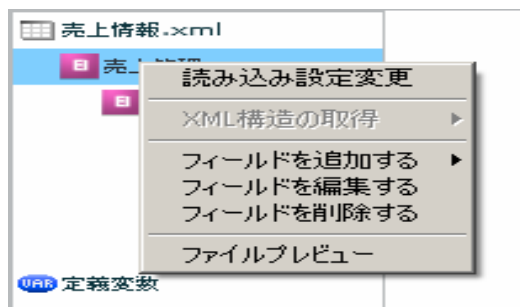 売上情報.xml
売上
読み込み設定変更
XML構造の取得
フィールドを追加する
フィールドを編集する
フィールドを削除する
ファイルプレビュー
VAR 定義変数